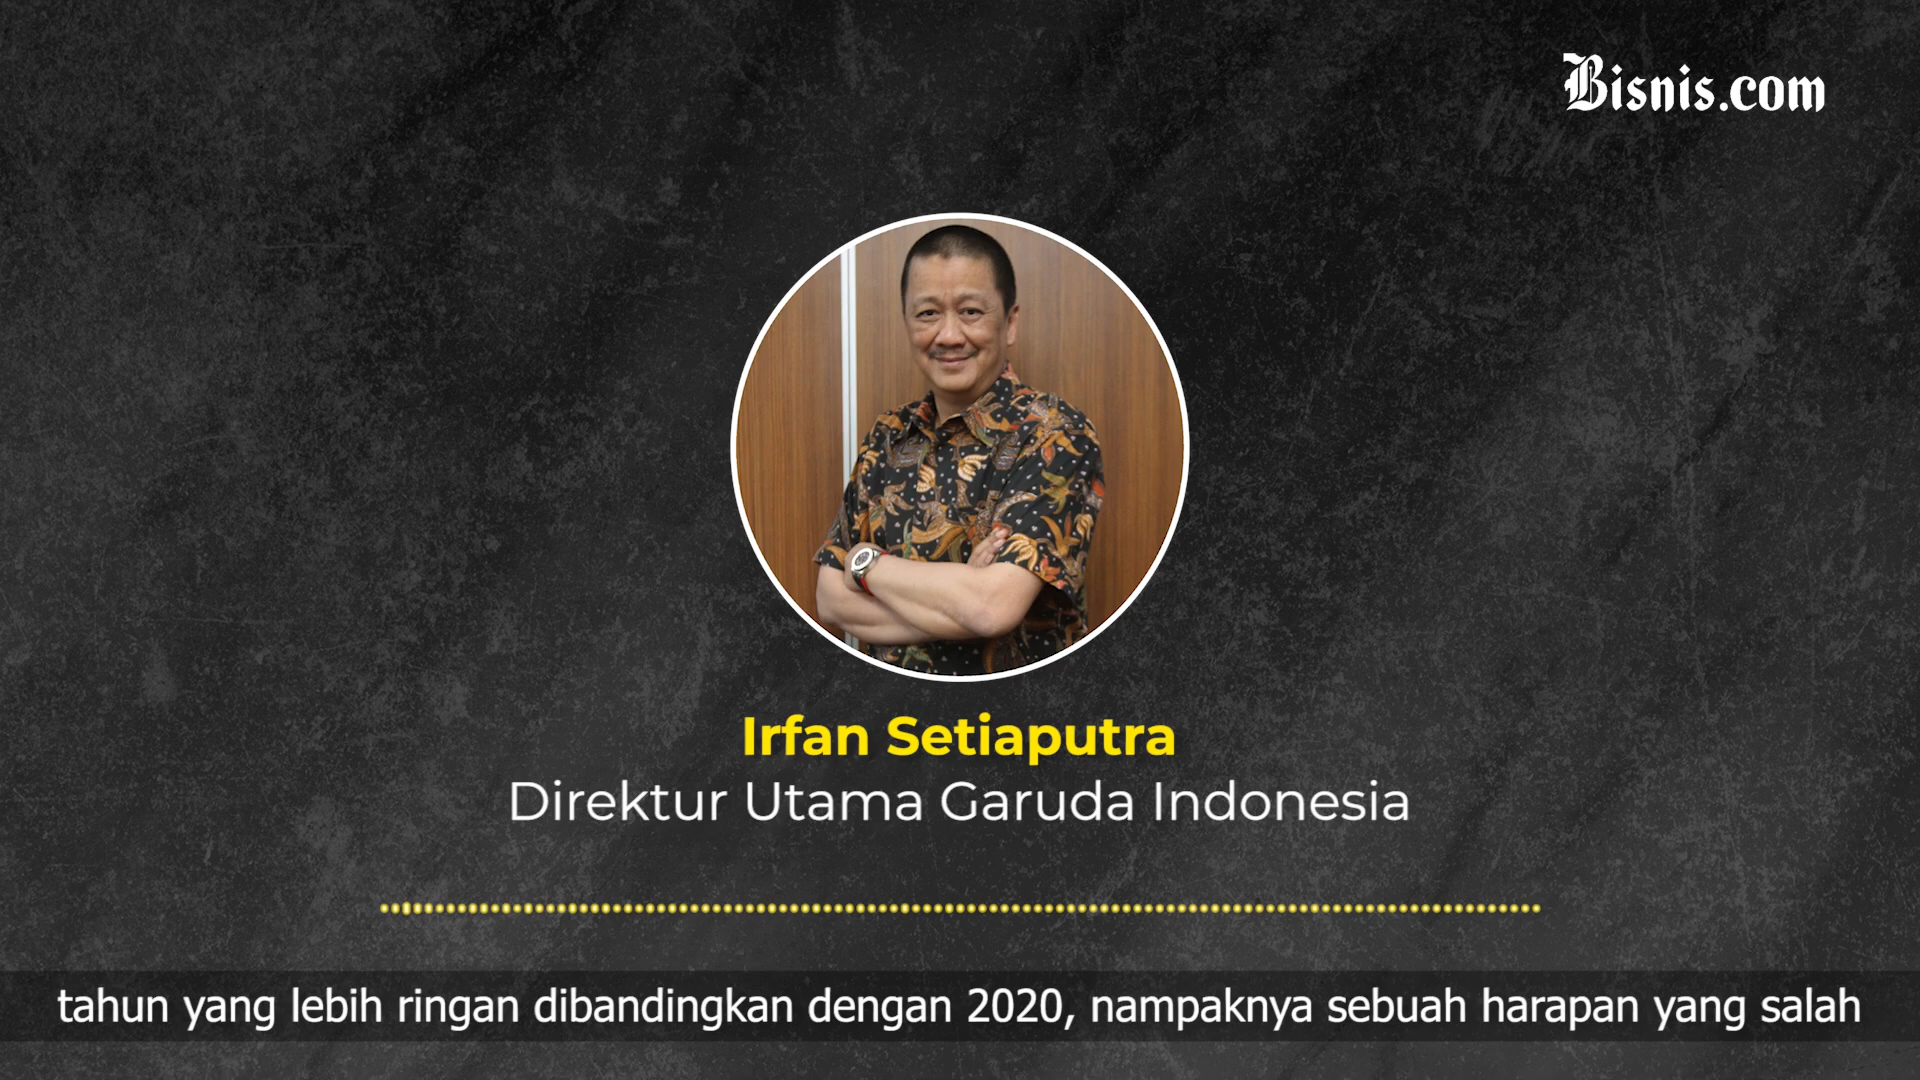 Bisnis.com
Irfan Setiaputra
Direktur Utama Garuda Indonesia
tahun yang lebih ringan dibandingkan dengan 2020, nampaknya sebuah harapan yang salah